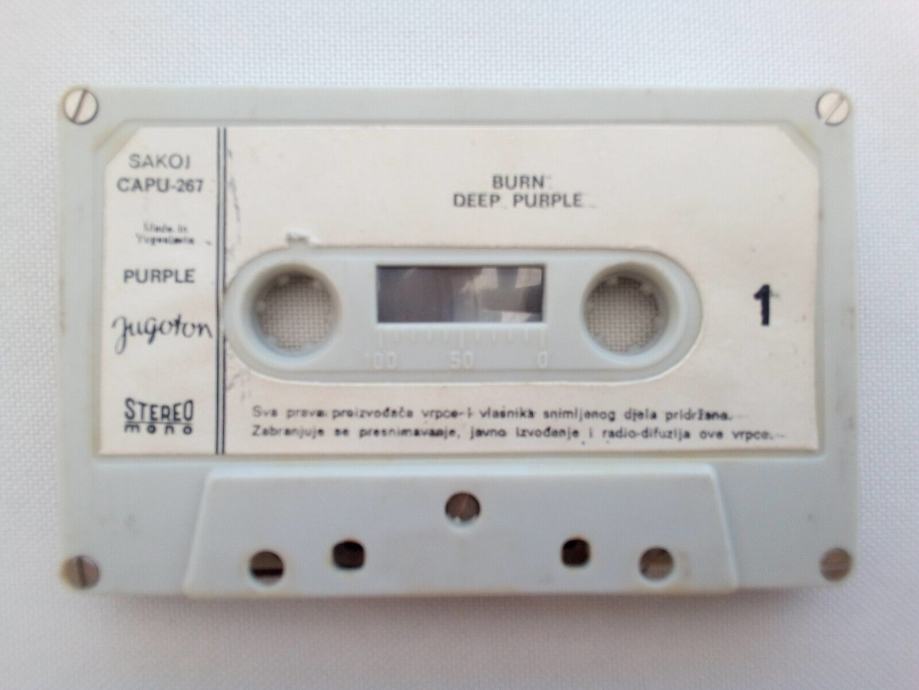 SAKOJ
CAPU-267
Made in
Yugoslavia
PURPLE
Jugoton
STEREO
mono
BURN
DEEP PURPLE
1
100 50 0
Sva prava proizvođača vrpce i vlasnika snimljenog djela pridržana.
Zabranjuje se presnimavanje, javno izvođenje i radio-difuzija ove vrpce.